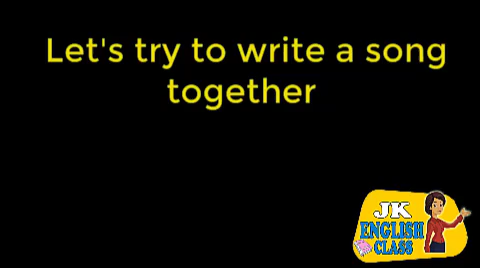 Let's try to write a song
together
JK
ENGLISH
CLASS